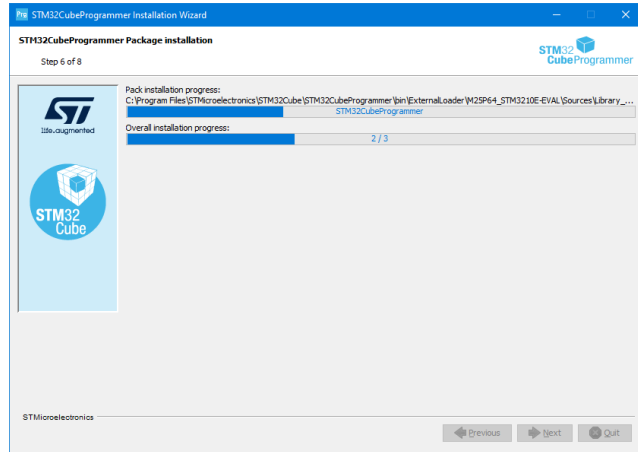 Pro STM32CubeProgrammer Installation Wizard
STM32CubeProgrammer Package installation
Step 6 of 8
STM32
CubeProgrammer
ST
life.augmented
STM32
Cube
Pack installation progress:
C:\Program Files\STMicroelectronics\STM32Cube\STM32CubeProgrammer\bin\ExternalLoader\M25P64_STM3210E-EVAL\Sources\Library_...
STM32CubeProgrammer
Overall installation progress:
2 / 3
STMicroelectronics
Previous Next Quit